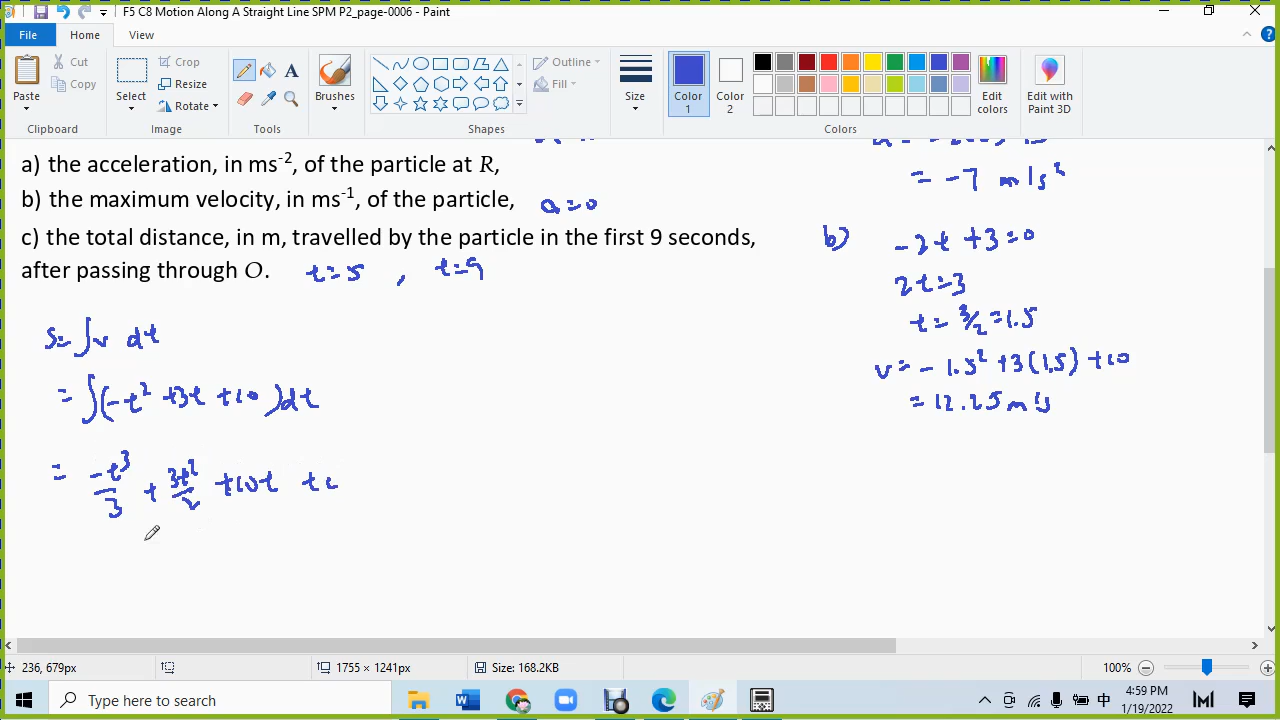 F5 C8 Motion Along A Straight Line SPM P2_page-0006 - Paint
File Home View
Paste Cut Copy Clipboard
Select Crop Resize Rotate Image
Tools
Brushes
Outline Fill Shapes
Size
Color 1 Color 2 Edit colors Colors
Edit with Paint 3D
a) the acceleration, in ms-2, of the particle at R,
b) the maximum velocity, in ms-1, of the particle, a=0
c) the total distance, in m, travelled by the particle in the first 9 seconds,
after passing through O. t=5 , t=9
S=∫v dt
=∫(-t² +3t +10)dt
= -t³/3 + 3t²/2 +10t +c
= -7 m/s²
b) -2t +3=0
2t=3
t= 3/2 =1.5
v= - 1.5² +3(1.5) +10
= 12.25 m/s
236, 679px 1755 × 1241px Size: 168.2KB 100%
Type here to search
中 4:59 PM
1/19/2022